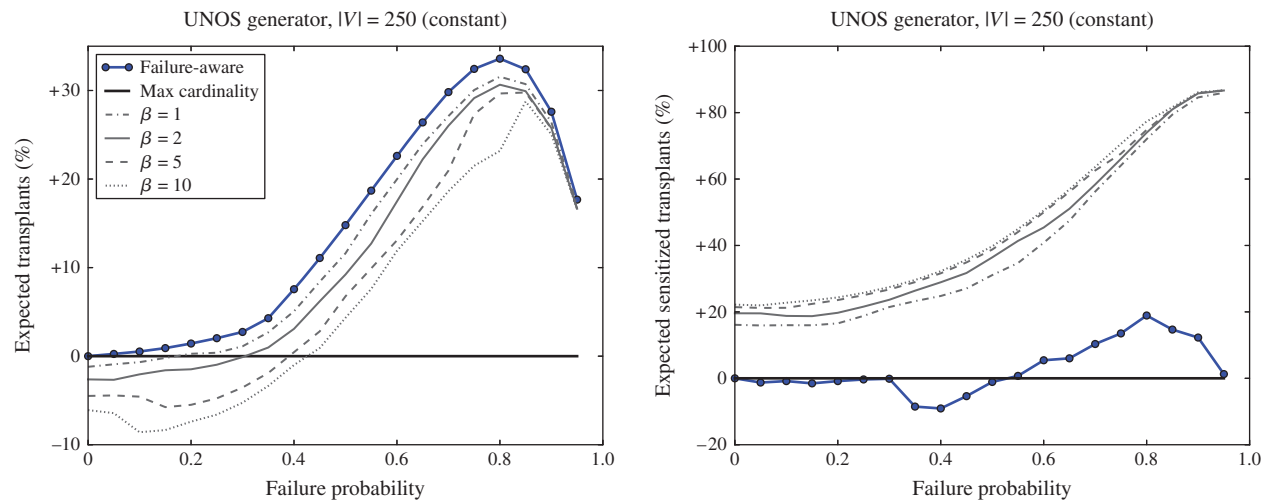 UNOS generator, |V| = 250 (constant)
Expected transplants (%)
+30
+20
+10
0
−10
Failure-aware
Max cardinality
β = 1
β = 2
β = 5
β = 10
0 0.2 0.4 0.6 0.8 1.0
Failure probability
UNOS generator, |V| = 250 (constant)
Expected sensitized transplants (%)
+100
+80
+60
+40
+20
0
−20
0 0.2 0.4 0.6 0.8 1.0
Failure probability